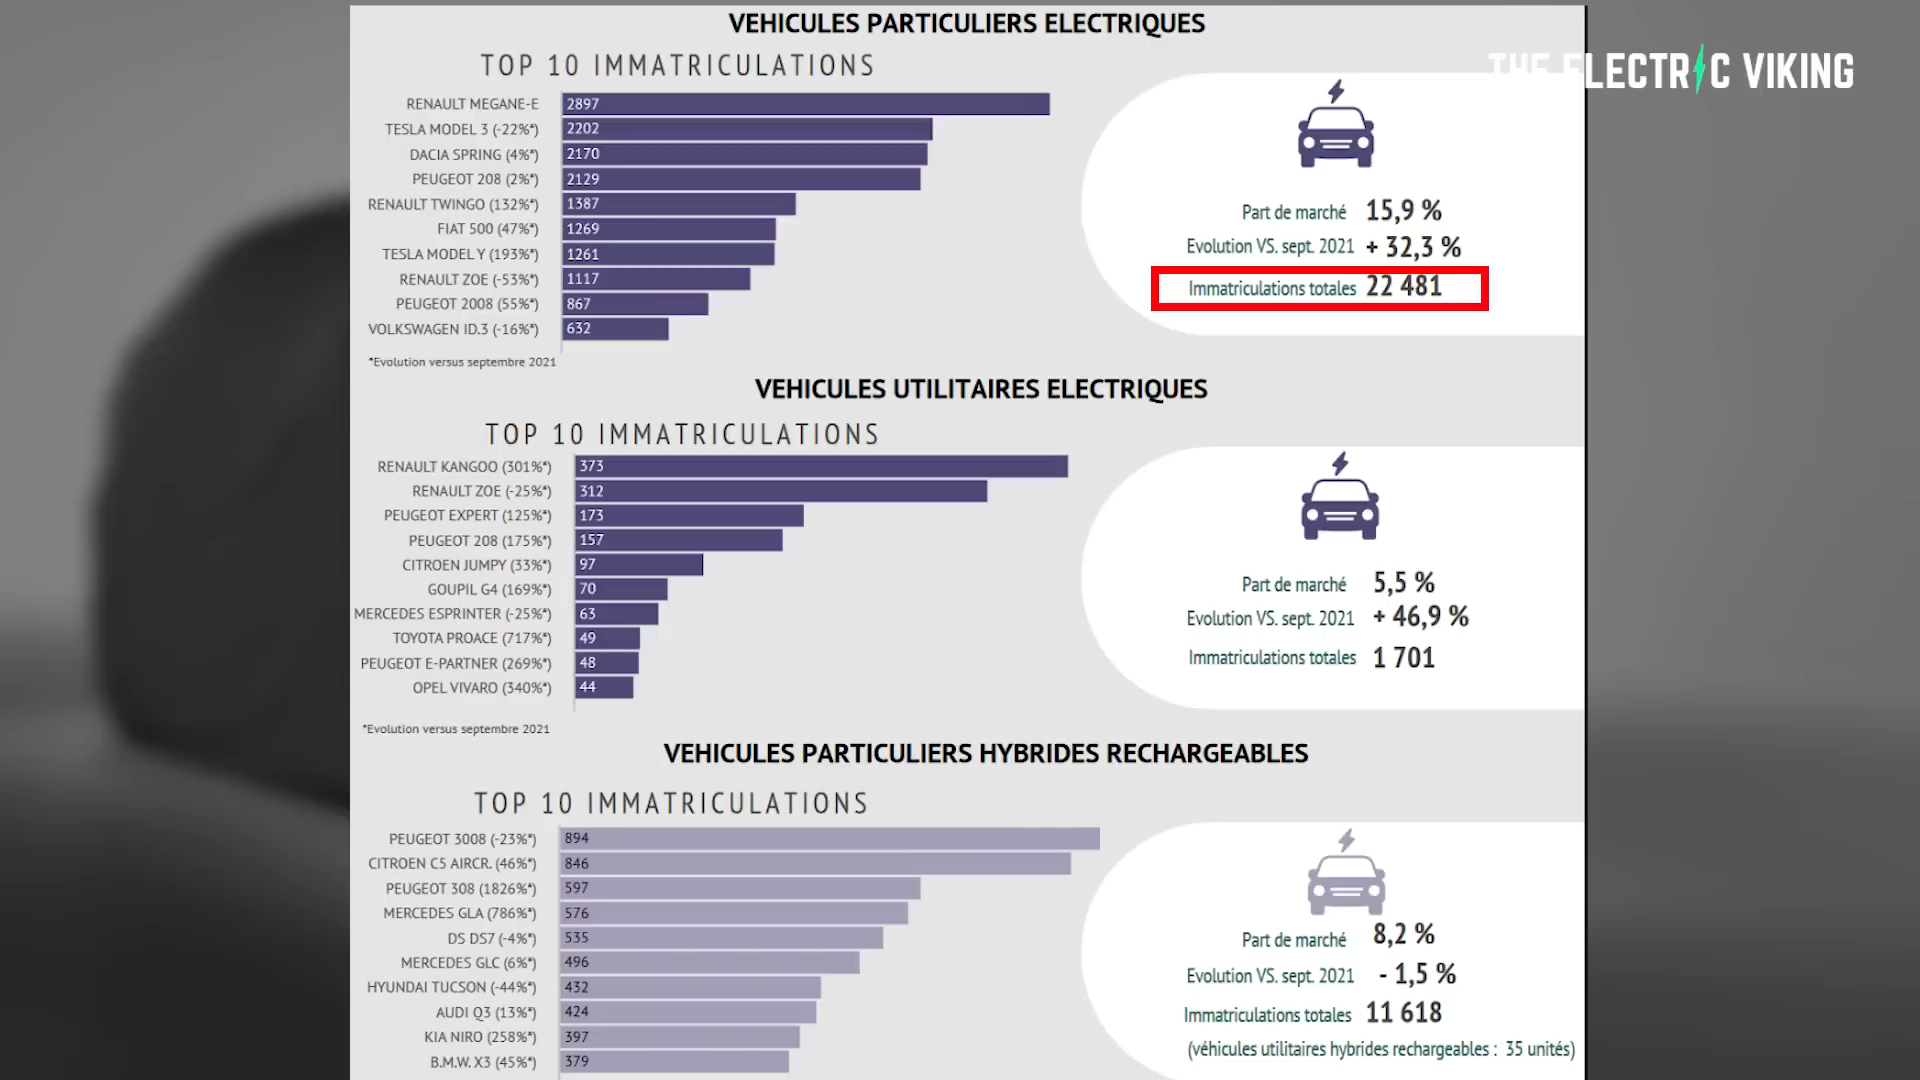 VEHICULES PARTICULIERS ELECTRIQUES
TOP 10 IMMATRICULATIONS
THE ELECTRIC VIKING
RENAULT MEGANE-E 2897
TESLA MODEL 3 (-22%*) 2202
DACIA SPRING (4%*) 2170
PEUGEOT 208 (2%*) 2129
RENAULT TWINGO (132%*) 1387
FIAT 500 (47%*) 1269
TESLA MODEL Y (193%*) 1261
RENAULT ZOE (-53%*) 1117
PEUGEOT 2008 (55%*) 867
VOLKSWAGEN ID.3 (-16%*) 632
*Evolution versus septembre 2021
Part de marché 15,9 %
Evolution VS. sept. 2021 + 32,3 %
Immatriculations totales 22 481
VEHICULES UTILITAIRES ELECTRIQUES
TOP 10 IMMATRICULATIONS
RENAULT KANGOO (301%*) 373
RENAULT ZOE (-25%*) 312
PEUGEOT EXPERT (125%*) 173
PEUGEOT 208 (175%*) 157
CITROEN JUMPY (33%*) 97
GOUPIL G4 (169%*) 70
MERCEDES ESPRINTER (-25%*) 63
TOYOTA PROACE (717%*) 49
PEUGEOT E-PARTNER (269%*) 48
OPEL VIVARO (340%*) 44
*Evolution versus septembre 2021
Part de marché 5,5 %
Evolution VS. sept. 2021 + 46,9 %
Immatriculations totales 1 701
VEHICULES PARTICULIERS HYBRIDES RECHARGEABLES
TOP 10 IMMATRICULATIONS
PEUGEOT 3008 (-23%*) 894
CITROEN C5 AIRCR. (46%*) 846
PEUGEOT 308 (1826%*) 597
MERCEDES GLA (786%*) 576
DS DS7 (-4%*) 535
MERCEDES GLC (6%*) 496
HYUNDAI TUCSON (-44%*) 432
AUDI Q3 (13%*) 424
KIA NIRO (258%*) 397
B.M.W. X3 (45%*) 379
Part de marché 8,2 %
Evolution VS. sept. 2021 - 1,5 %
Immatriculations totales 11 618
(véhicules utilitaires hybrides rechargeables : 35 unités)